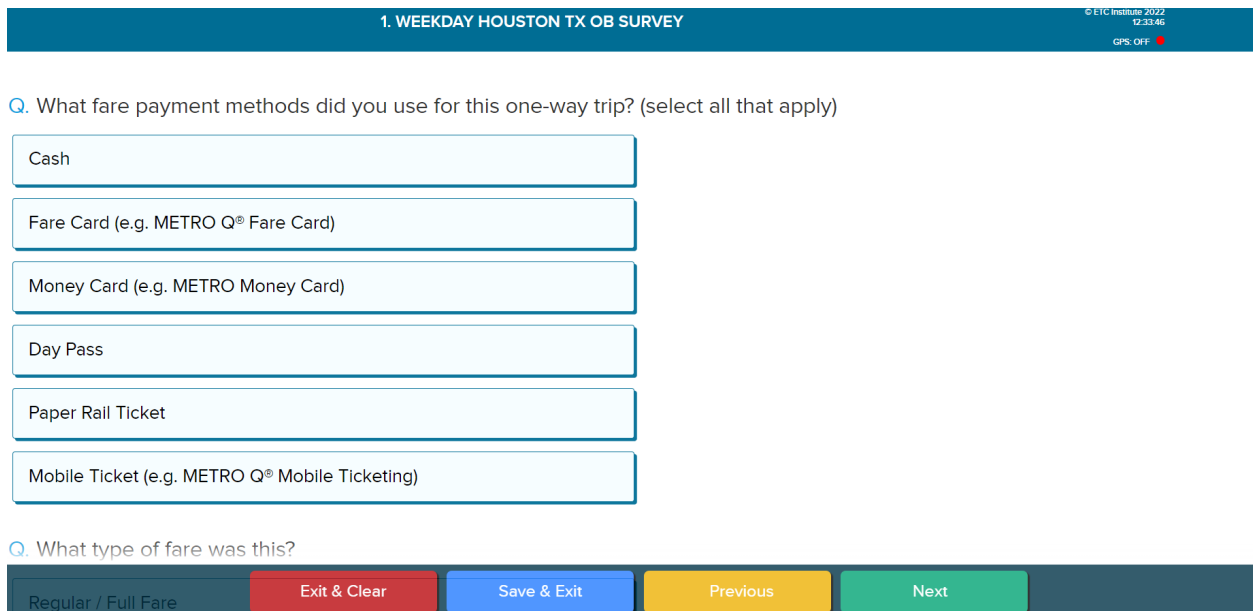 1. WEEKDAY HOUSTON TX OB SURVEY
© ETC Institute 2022
12:33:46
GPS: OFF
Q. What fare payment methods did you use for this one-way trip? (select all that apply)
Cash
Fare Card (e.g. METRO Q® Fare Card)
Money Card (e.g. METRO Money Card)
Day Pass
Paper Rail Ticket
Mobile Ticket (e.g. METRO Q® Mobile Ticketing)
Q. What type of fare was this?
Regular / Full Fare
Exit & Clear
Save & Exit
Previous
Next